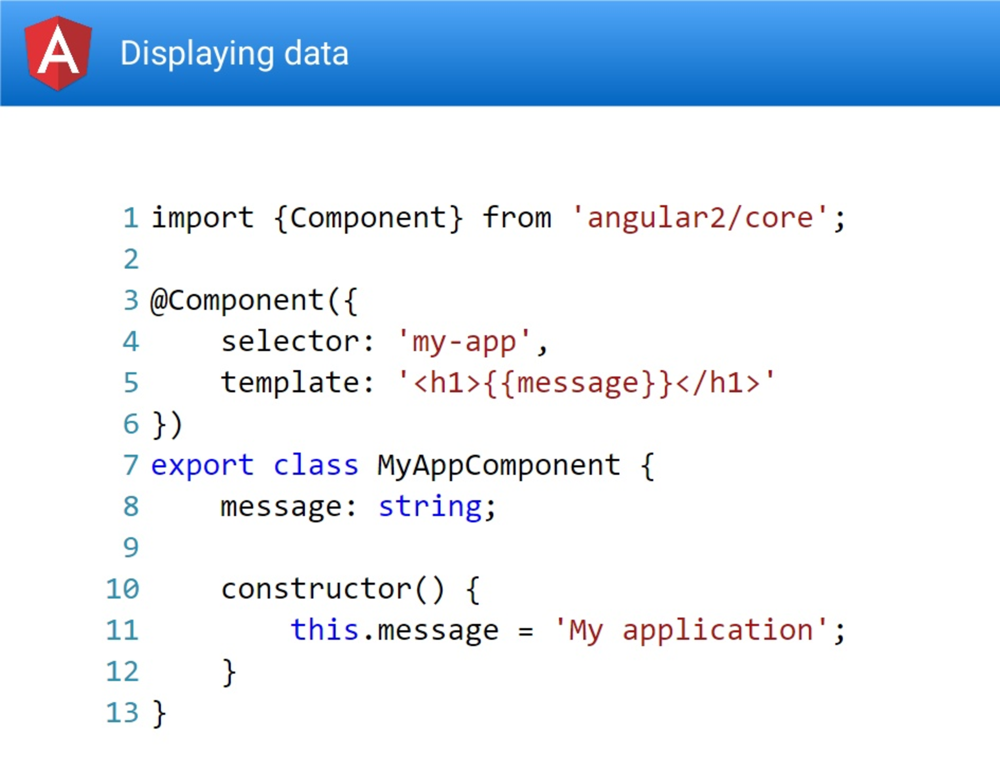 Displaying data
1 import {Component} from 'angular2/core';
2
3 @Component({
4     selector: 'my-app',
5     template: '<h1>{{message}}</h1>'
6 })
7 export class MyAppComponent {
8     message: string;
9
10     constructor() {
11         this.message = 'My application';
12     }
13 }